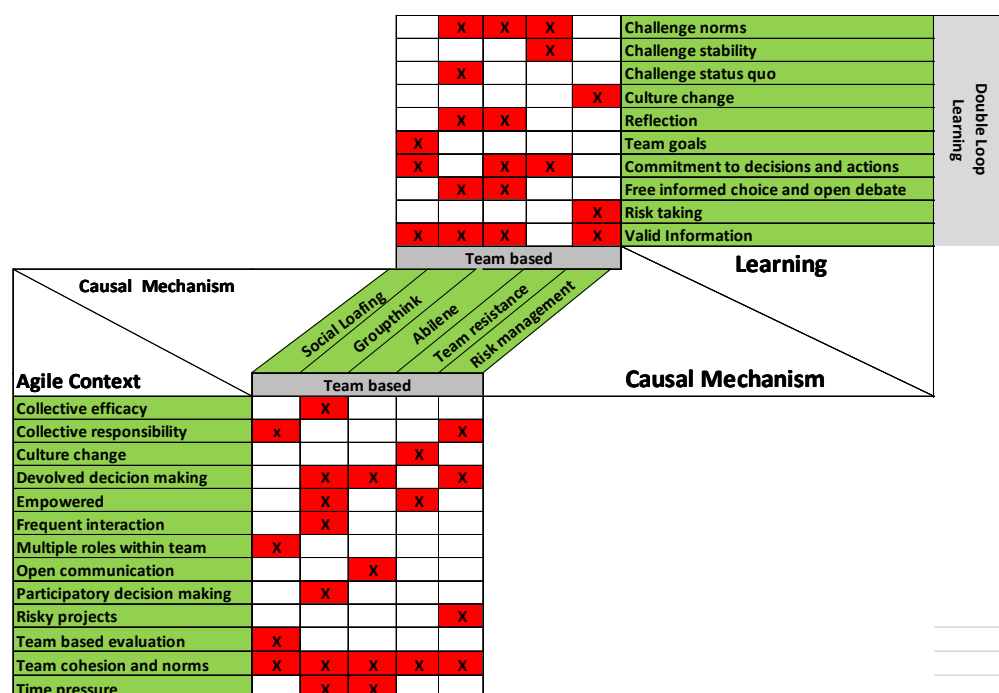 X X X Challenge norms
X Challenge stability
X Challenge status quo
X Culture change
X X Reflection
X Team goals
X X X Commitment to decisions and actions
X X Free informed choice and open debate
X Risk taking
X X X X Valid Information
Double Loop
Learning
Team based
Learning
Causal Mechanism
Social Loafing
Groupthink
Abilene
Team resistance
Risk management
Agile Context
Team based
Causal Mechanism
Collective efficacy X
Collective responsibility x X
Culture change X
Devolved decicion making X X X
Empowered X X
Frequent interaction X
Multiple roles within team X
Open communication X
Participatory decision making X
Risky projects X
Team based evaluation X
Team cohesion and norms X X X X X
Time pressure X X